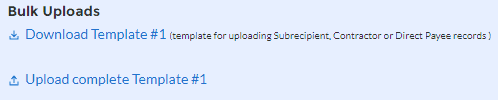 Bulk Uploads
Download Template #1 (template for uploading Subrecipient, Contractor or Direct Payee records )
Upload complete Template #1